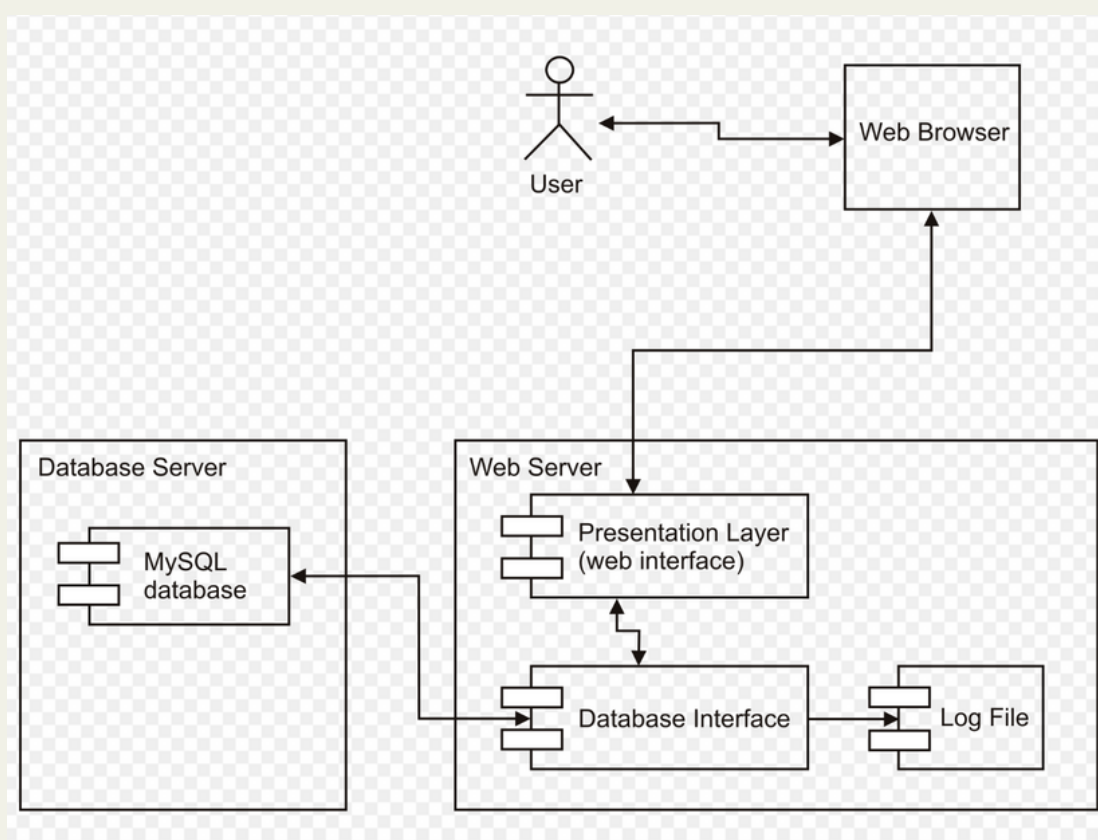 User
Web Browser
Database Server
MySQL
database
Web Server
Presentation Layer
(web interface)
Database Interface
Log File